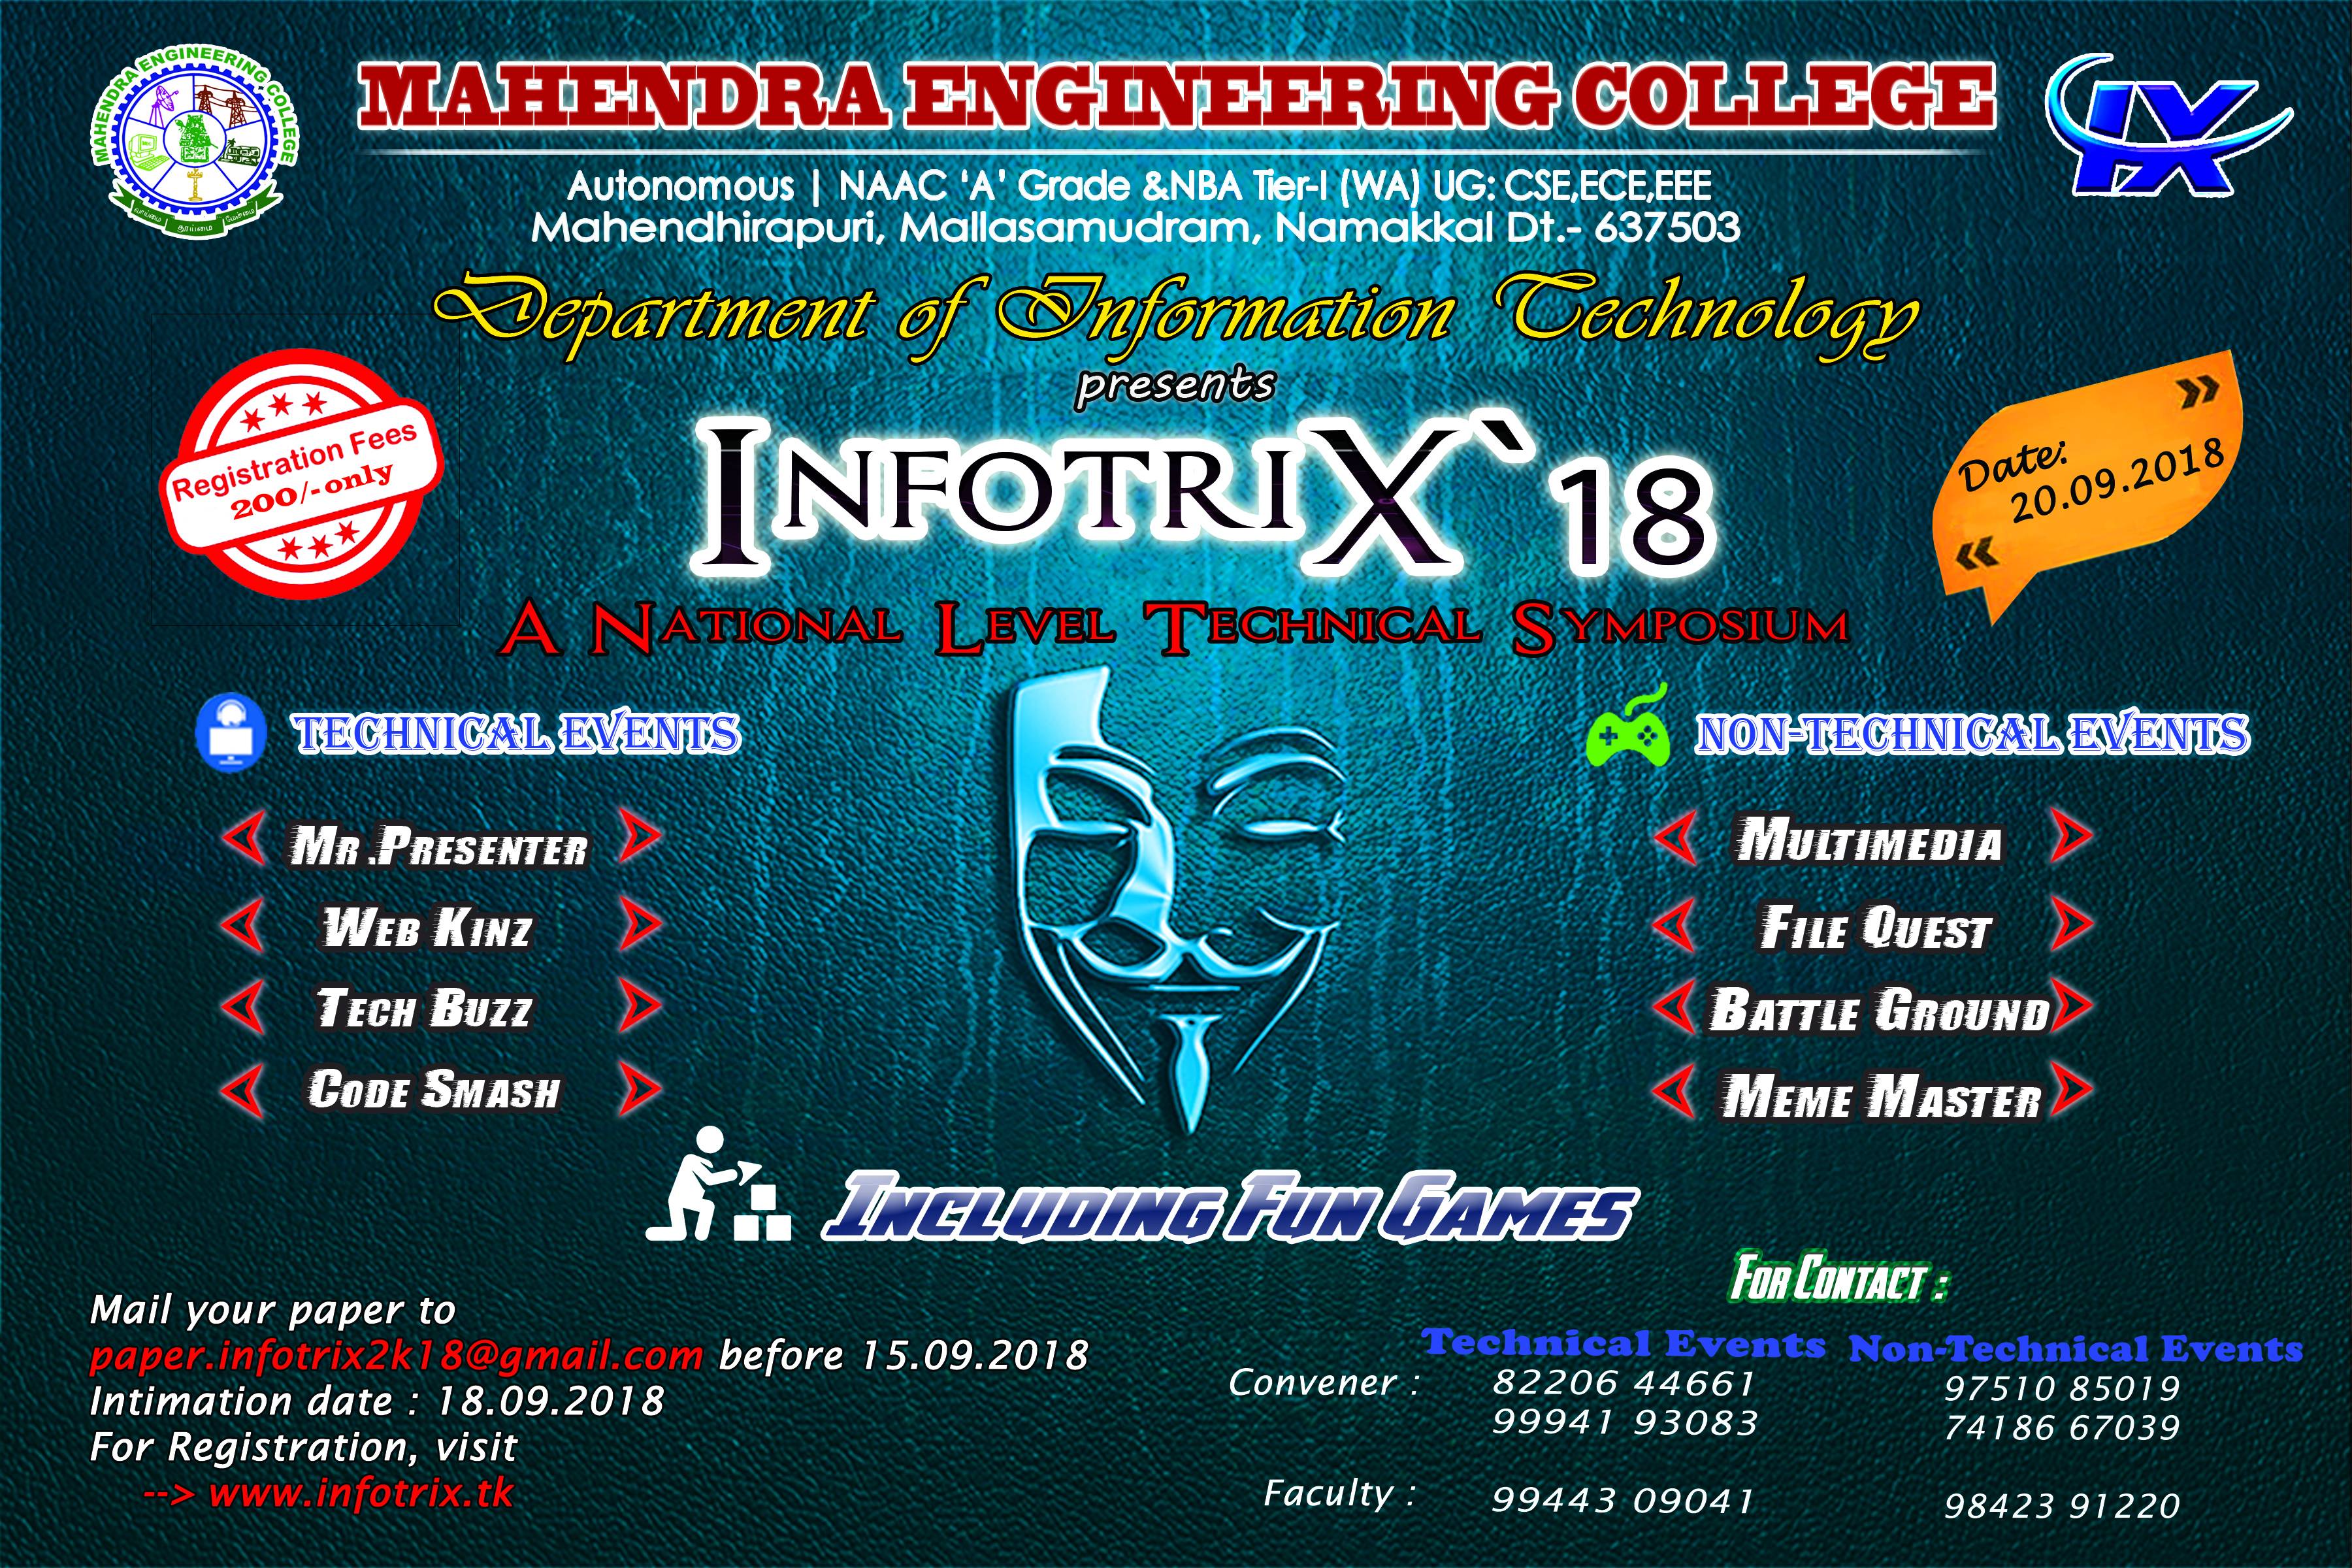 MAHENDRA ENGINEERING COLLEGE
வாய்மை
தூய்மை
மேன்மை
MAHENDRA ENGINEERING COLLEGE
IX
Autonomous | NAAC ‘A’ Grade &NBA Tier-I (WA) UG: CSE,ECE,EEE
Mahendhirapuri, Mallasamudram, Namakkal Dt.- 637503
Department of Information Technology
presents
Registration Fees
200/- only
INFOTRIX`18
Date:
20.09.2018
A NATIONAL LEVEL TECHNICAL SYMPOSIUM
TECHNICAL EVENTS
MR .PRESENTER
WEB KINZ
TECH BUZZ
CODE SMASH
NON-TECHNICAL EVENTS
MULTIMEDIA
FILE QUEST
BATTLE GROUND
MEME MASTER
INCLUDING FUN GAMES
Mail your paper to
paper.infotrix2k18@gmail.com before 15.09.2018
Intimation date : 18.09.2018
For Registration, visit
--> www.infotrix.tk
FOR CONTACT :
Technical Events Non-Technical Events
Convener : 82206 44661 97510 85019
99941 93083 74186 67039
Faculty : 99443 09041 98423 91220